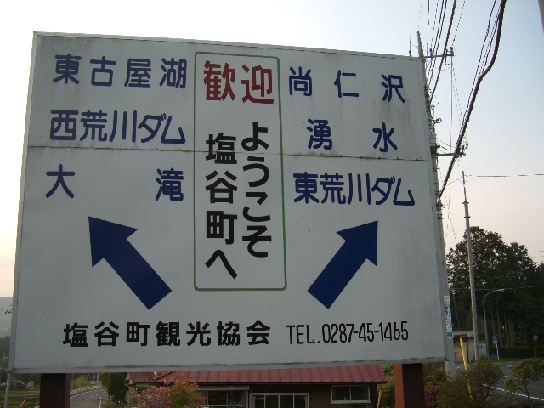 東古屋湖
西荒川ダム
大滝
歓迎
ようこそ
塩谷町へ
尚仁沢
湧水
東荒川ダム
塩谷町観光協会 TEL.0287-45-1465